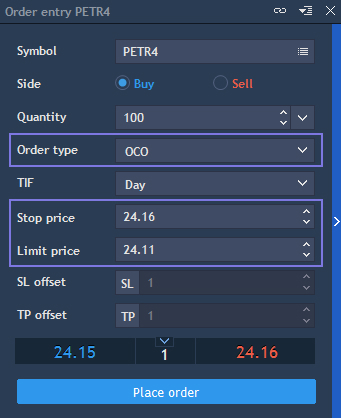 Order entry PETR4
Symbol PETR4
Side Buy Sell
Quantity 100
Order type OCO
TIF Day
Stop price 24.16
Limit price 24.11
SL offset SL 1
TP offset TP 1
24.15 1 24.16
Place order